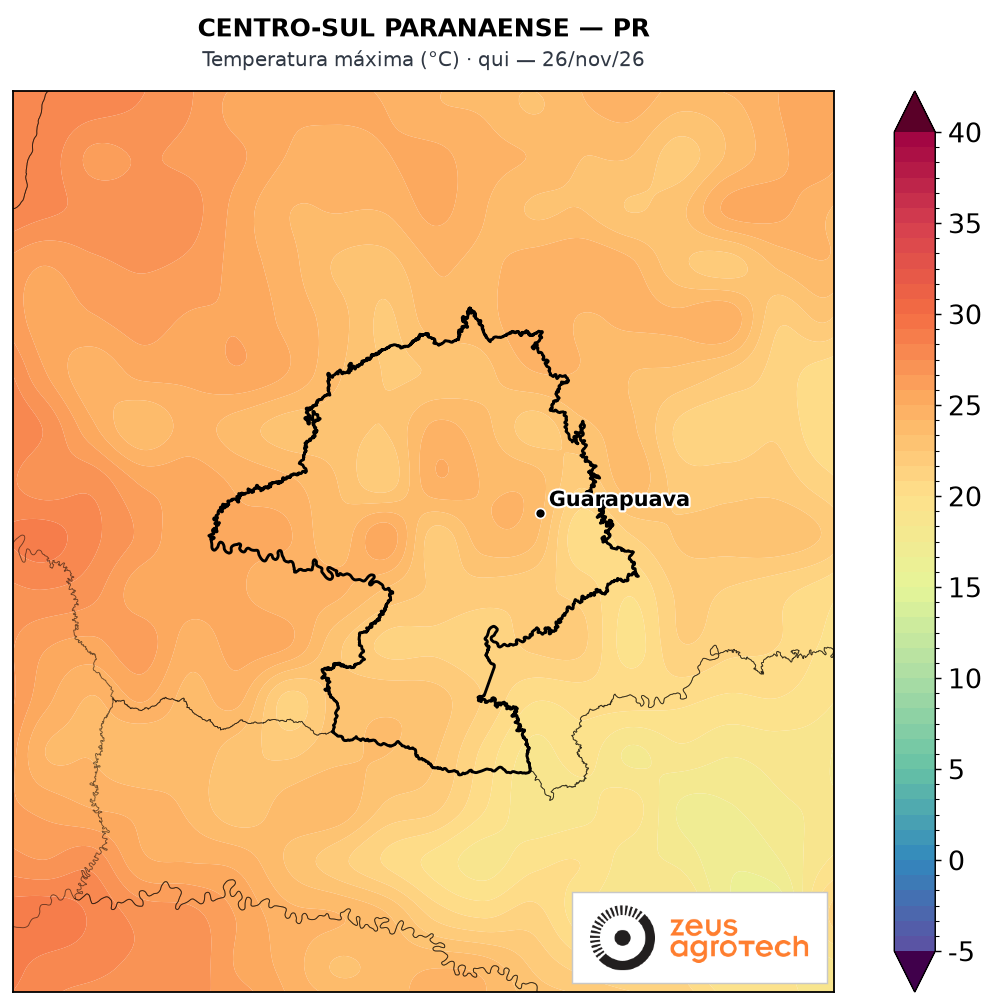 CENTRO-SUL PARANAENSE — PR
Temperatura máxima (°C) · qui — 26/nov/26
40
35
30
25
20
15
10
5
0
-5
Guarapuava
zeus
agrotech